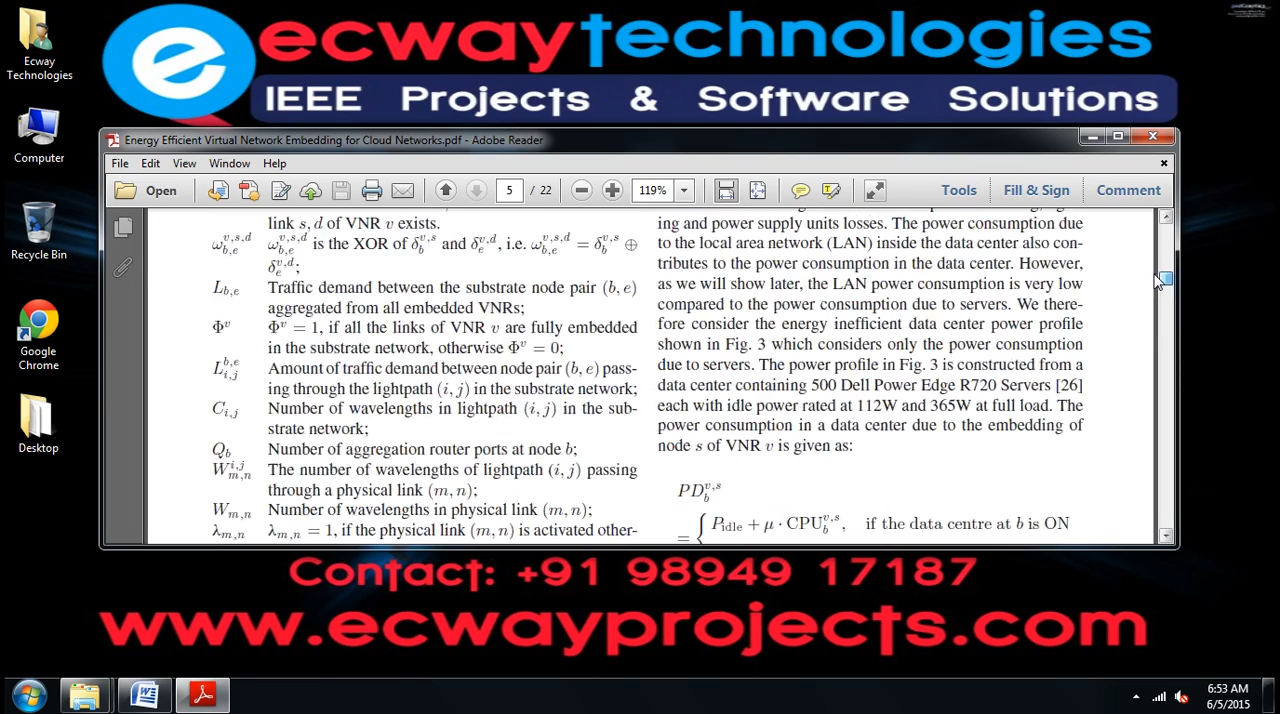 ecwaytechnologies
IEEE Projects & Software Solutions
Ecway
Technologies
Computer
Recycle Bin
Google
Chrome
Desktop
Energy Efficient Virtual Network Embedding for Cloud Networks.pdf - Adobe Reader
File Edit View Window Help
Open 5 / 22 119% Tools Fill & Sign Comment
link s, d of VNR v exists.
ω_{b,e}^{v,s,d} ω_{b,e}^{v,s,d} is the XOR of δ_b^{v,s} and δ_e^{v,d}, i.e. ω_{b,e}^{v,s,d} = δ_b^{v,s} ⊕
δ_e^{v,d};
L_{b,e} Traffic demand between the substrate node pair (b, e)
aggregated from all embedded VNRs;
Φ^v Φ^v = 1, if all the links of VNR v are fully embedded
in the substrate network, otherwise Φ^v = 0;
L_{i,j}^{b,e} Amount of traffic demand between node pair (b, e) pass-
ing through the lightpath (i, j) in the substrate network;
C_{i,j} Number of wavelengths in lightpath (i, j) in the sub-
strate network;
Q_b Number of aggregation router ports at node b;
W_{m,n}^{i,j} The number of wavelengths of lightpath (i, j) passing
through a physical link (m, n);
W_{m,n} Number of wavelengths in physical link (m, n);
λ_{m,n} λ_{m,n} = 1, if the physical link (m, n) is activated other-
ing and power supply units losses. The power consumption due
to the local area network (LAN) inside the data center also con-
tributes to the power consumption in the data center. However,
as we will show later, the LAN power consumption is very low
compared to the power consumption due to servers. We there-
fore consider the energy inefficient data center power profile
shown in Fig. 3 which considers only the power consumption
due to servers. The power profile in Fig. 3 is constructed from a
data center containing 500 Dell Power Edge R720 Servers [26]
each with idle power rated at 112W and 365W at full load. The
power consumption in a data center due to the embedding of
node s of VNR v is given as:
PD_b^{v,s}
= { P_{idle} + μ · CPU_b^{v,s}, if the data centre at b is ON
Contact: +91 98949 17187
www.ecwayprojects.com
6:53 AM
6/5/2015